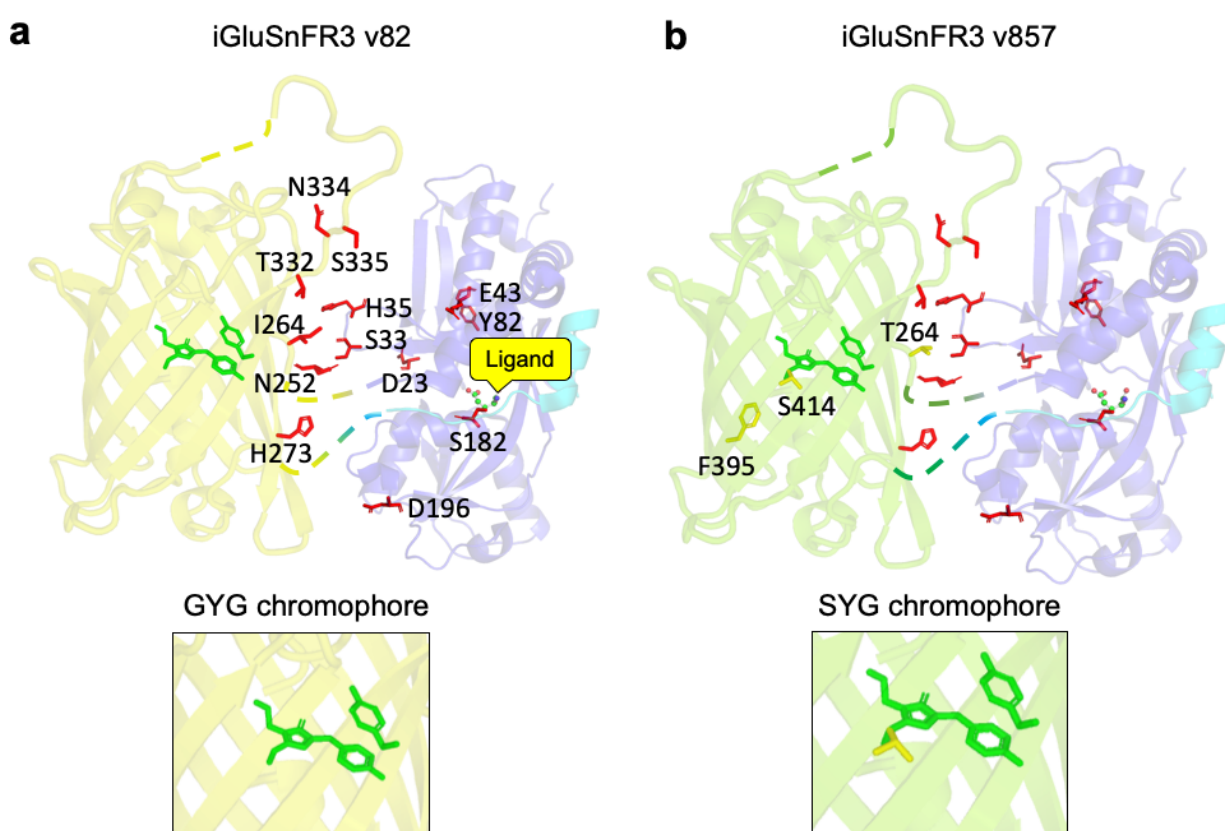 a
iGluSnFR3 v82
N334
T332
S335
H35
E43
I264
Y82
S33
Ligand
N252
D23
H273
S182
D196
GYG chromophore
b
iGluSnFR3 v857
T264
S414
F395
SYG chromophore